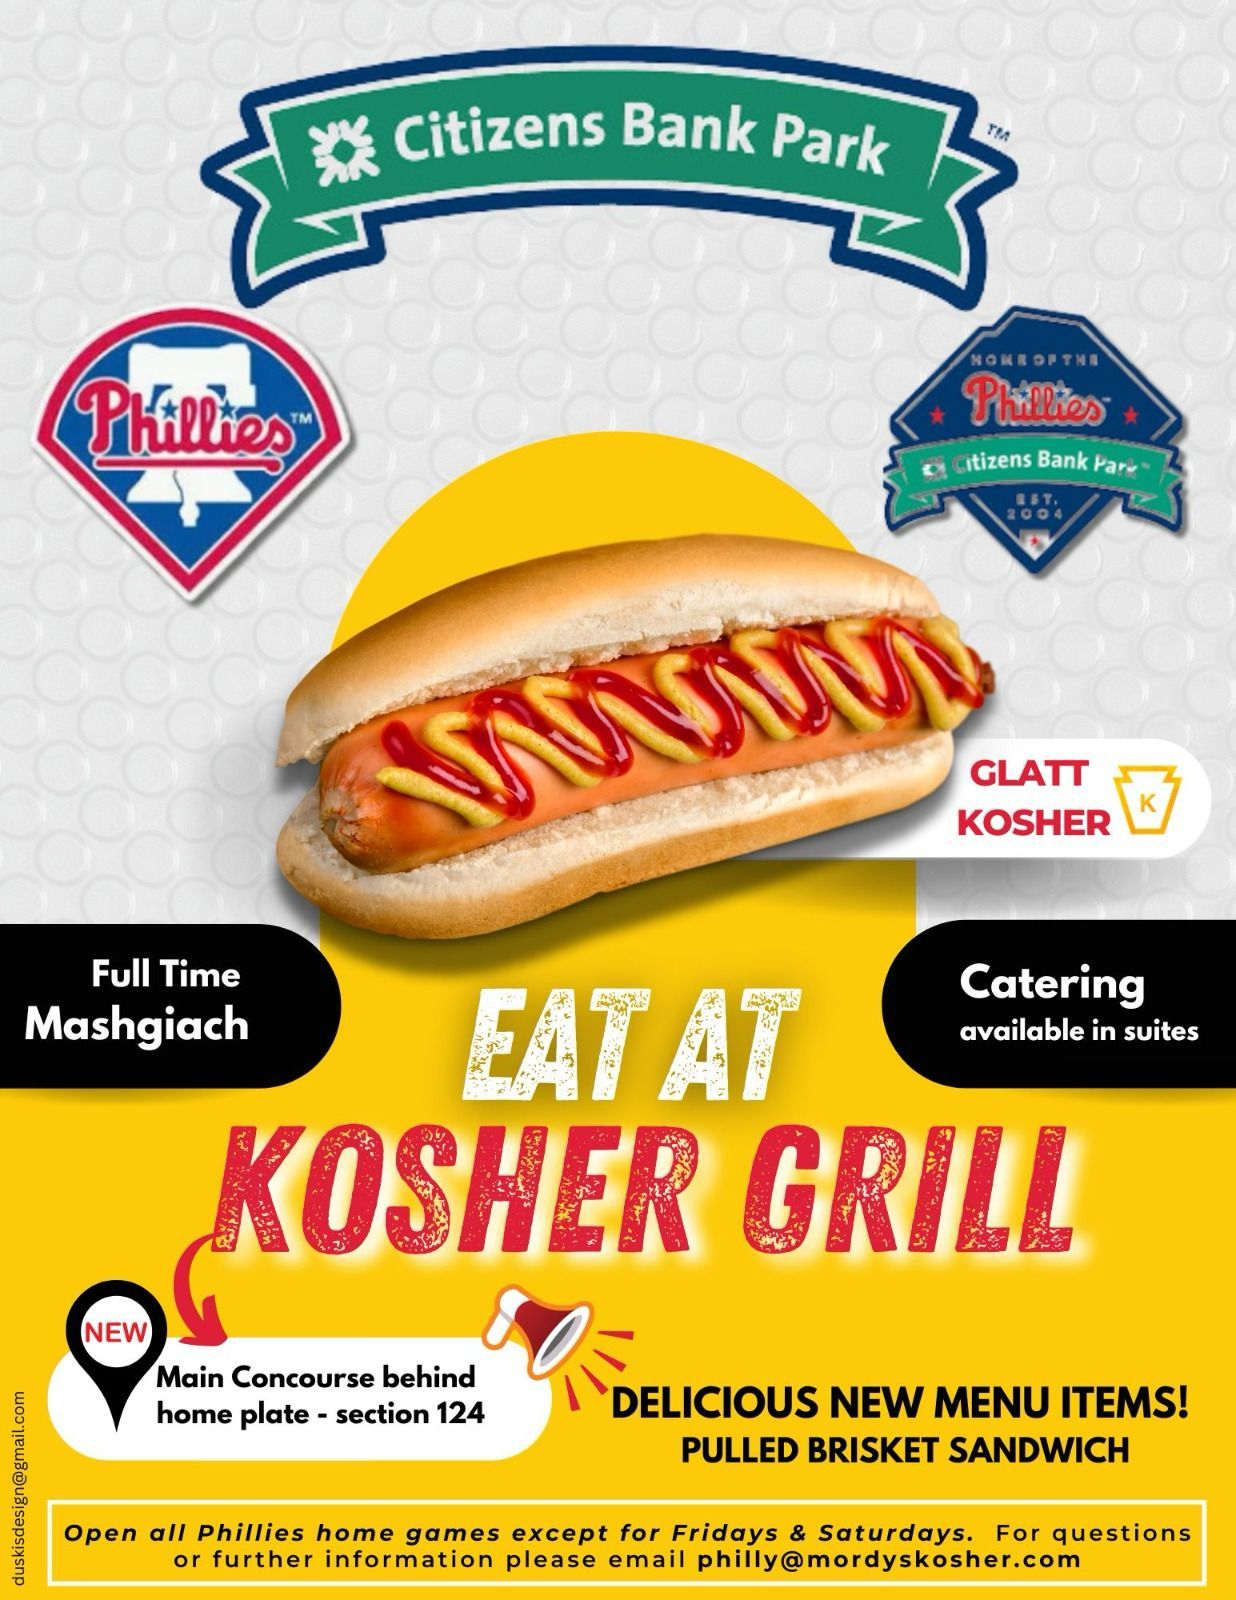 Citizens Bank Park TM
Phillies TM
HOME OF THE
Phillies
Citizens Bank Park
EST.
2004
GLATT
KOSHER
K
Full Time
Mashgiach
Catering
available in suites
EAT AT
KOSHER GRILL
NEW
Main Concourse behind
home plate - section 124
DELICIOUS NEW MENU ITEMS!
PULLED BRISKET SANDWICH
Open all Phillies home games except for Fridays & Saturdays. For questions
or further information please email philly@mordyskosher.com
duskisdesign@gmail.com